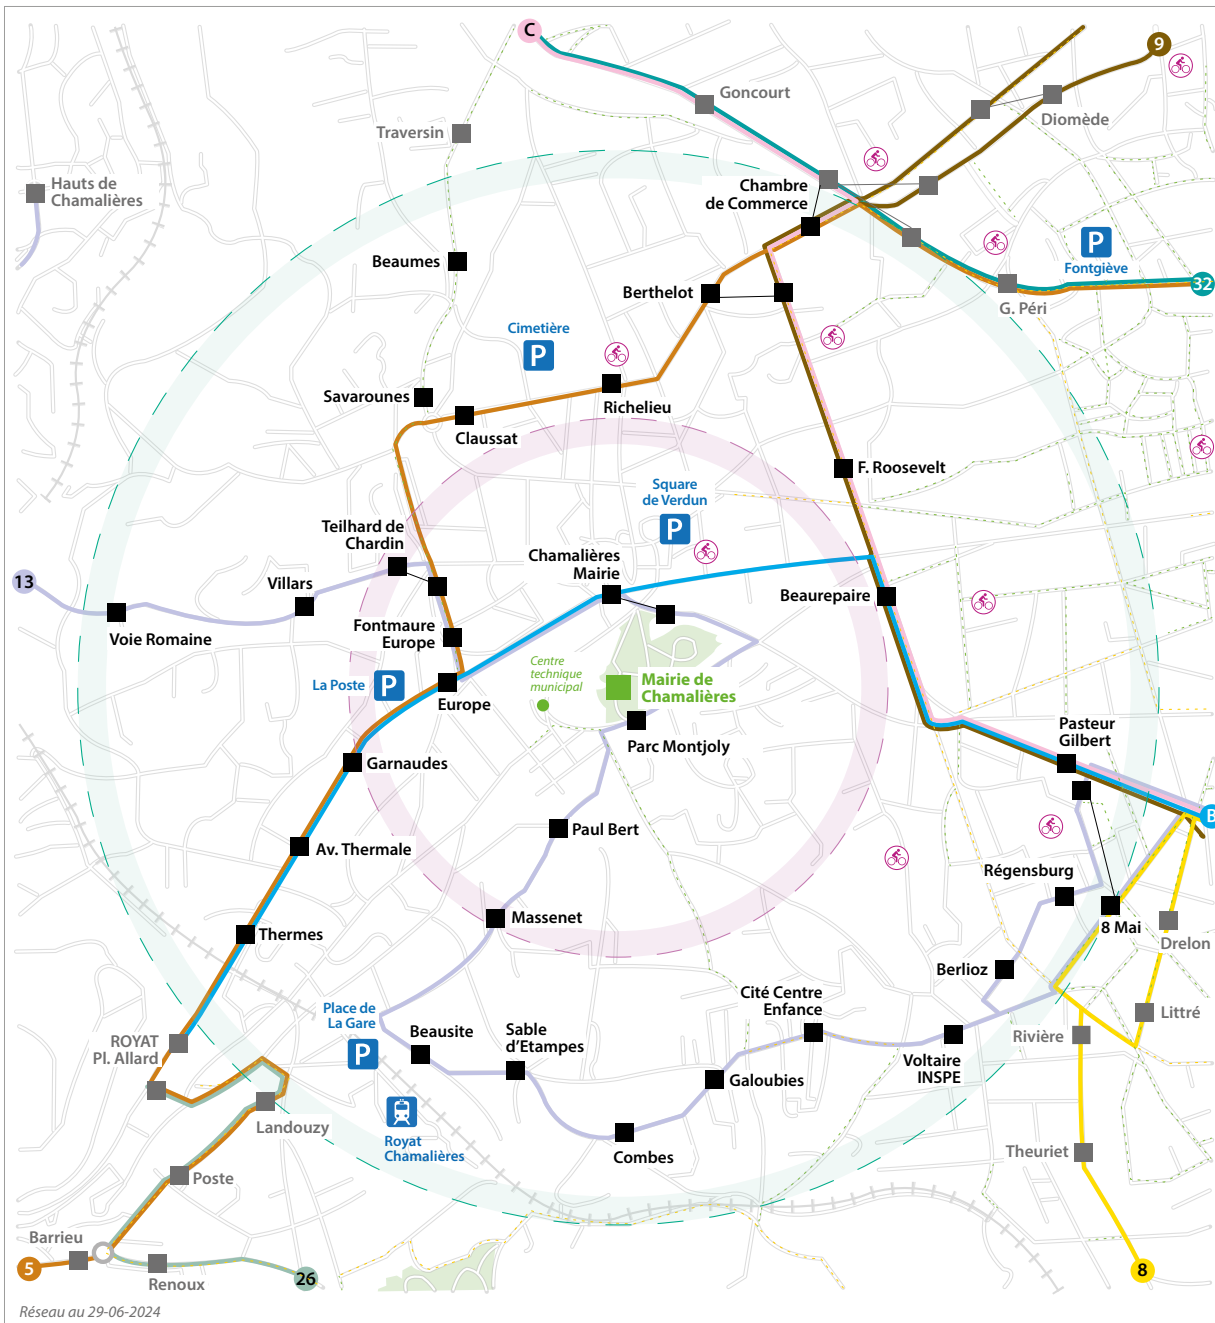 C
9
Goncourt
Diomède
Traversin
Hauts de
Chamalières
Chambre
de Commerce
P
Fontgiève
Beaumes
Berthelot
32
G. Péri
Cimetière
P
Savarounes
Richelieu
Claussat
F. Roosevelt
Square
de Verdun
P
Teilhard de
Chardin
Chamalières
Mairie
13
Villars
Beaurepaire
Voie Romaine
Fontmaure
Europe
Centre
technique
municipal
La Poste
P
Mairie de
Chamalières
Europe
Parc Montjoly
Pasteur
Gilbert
Garnaudes
B
Paul Bert
Av. Thermale
Régensburg
Massenet
8 Mai
Thermes
Drelon
Berlioz
Cité Centre
Enfance
Place de
La Gare
P
Beausite
Sable
d'Etampes
Littré
ROYAT
Pl. Allard
Rivière
Voltaire
INSPE
Galoubies
Landouzy
Royat
Chamalières
Combes
Theuriet
Poste
Barrieu
5
Renoux
26
8
Réseau au 29-06-2024